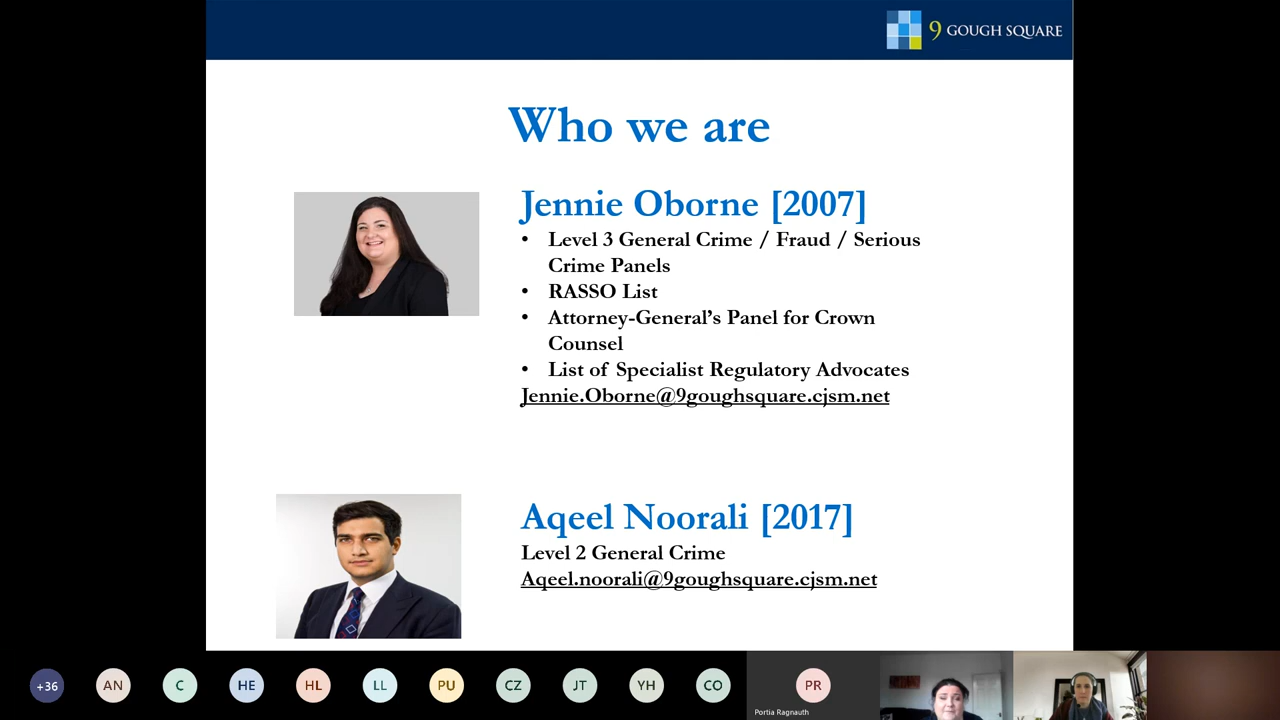 9 GOUGH SQUARE
Who we are
Jennie Oborne [2007]
• Level 3 General Crime / Fraud / Serious
Crime Panels
• RASSO List
• Attorney-General’s Panel for Crown
Counsel
• List of Specialist Regulatory Advocates
Jennie.Oborne@9goughsquare.cjsm.net
Aqeel Noorali [2017]
Level 2 General Crime
Aqeel.noorali@9goughsquare.cjsm.net
+36 AN C HE HL LL PU CZ JT YH CO PR
Portia Ragnauth